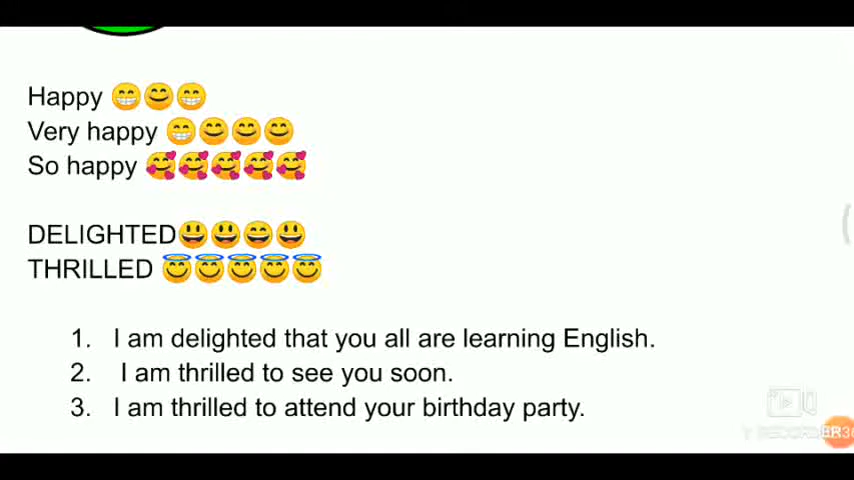 Happy 😁😊😁
Very happy 😁😊😊😊
So happy 🥰🥰🥰🥰🥰
DELIGHTED😃😃😄😃
THRILLED 😇😇😇😇😇
1. I am delighted that you all are learning English.
2. I am thrilled to see you soon.
3. I am thrilled to attend your birthday party.